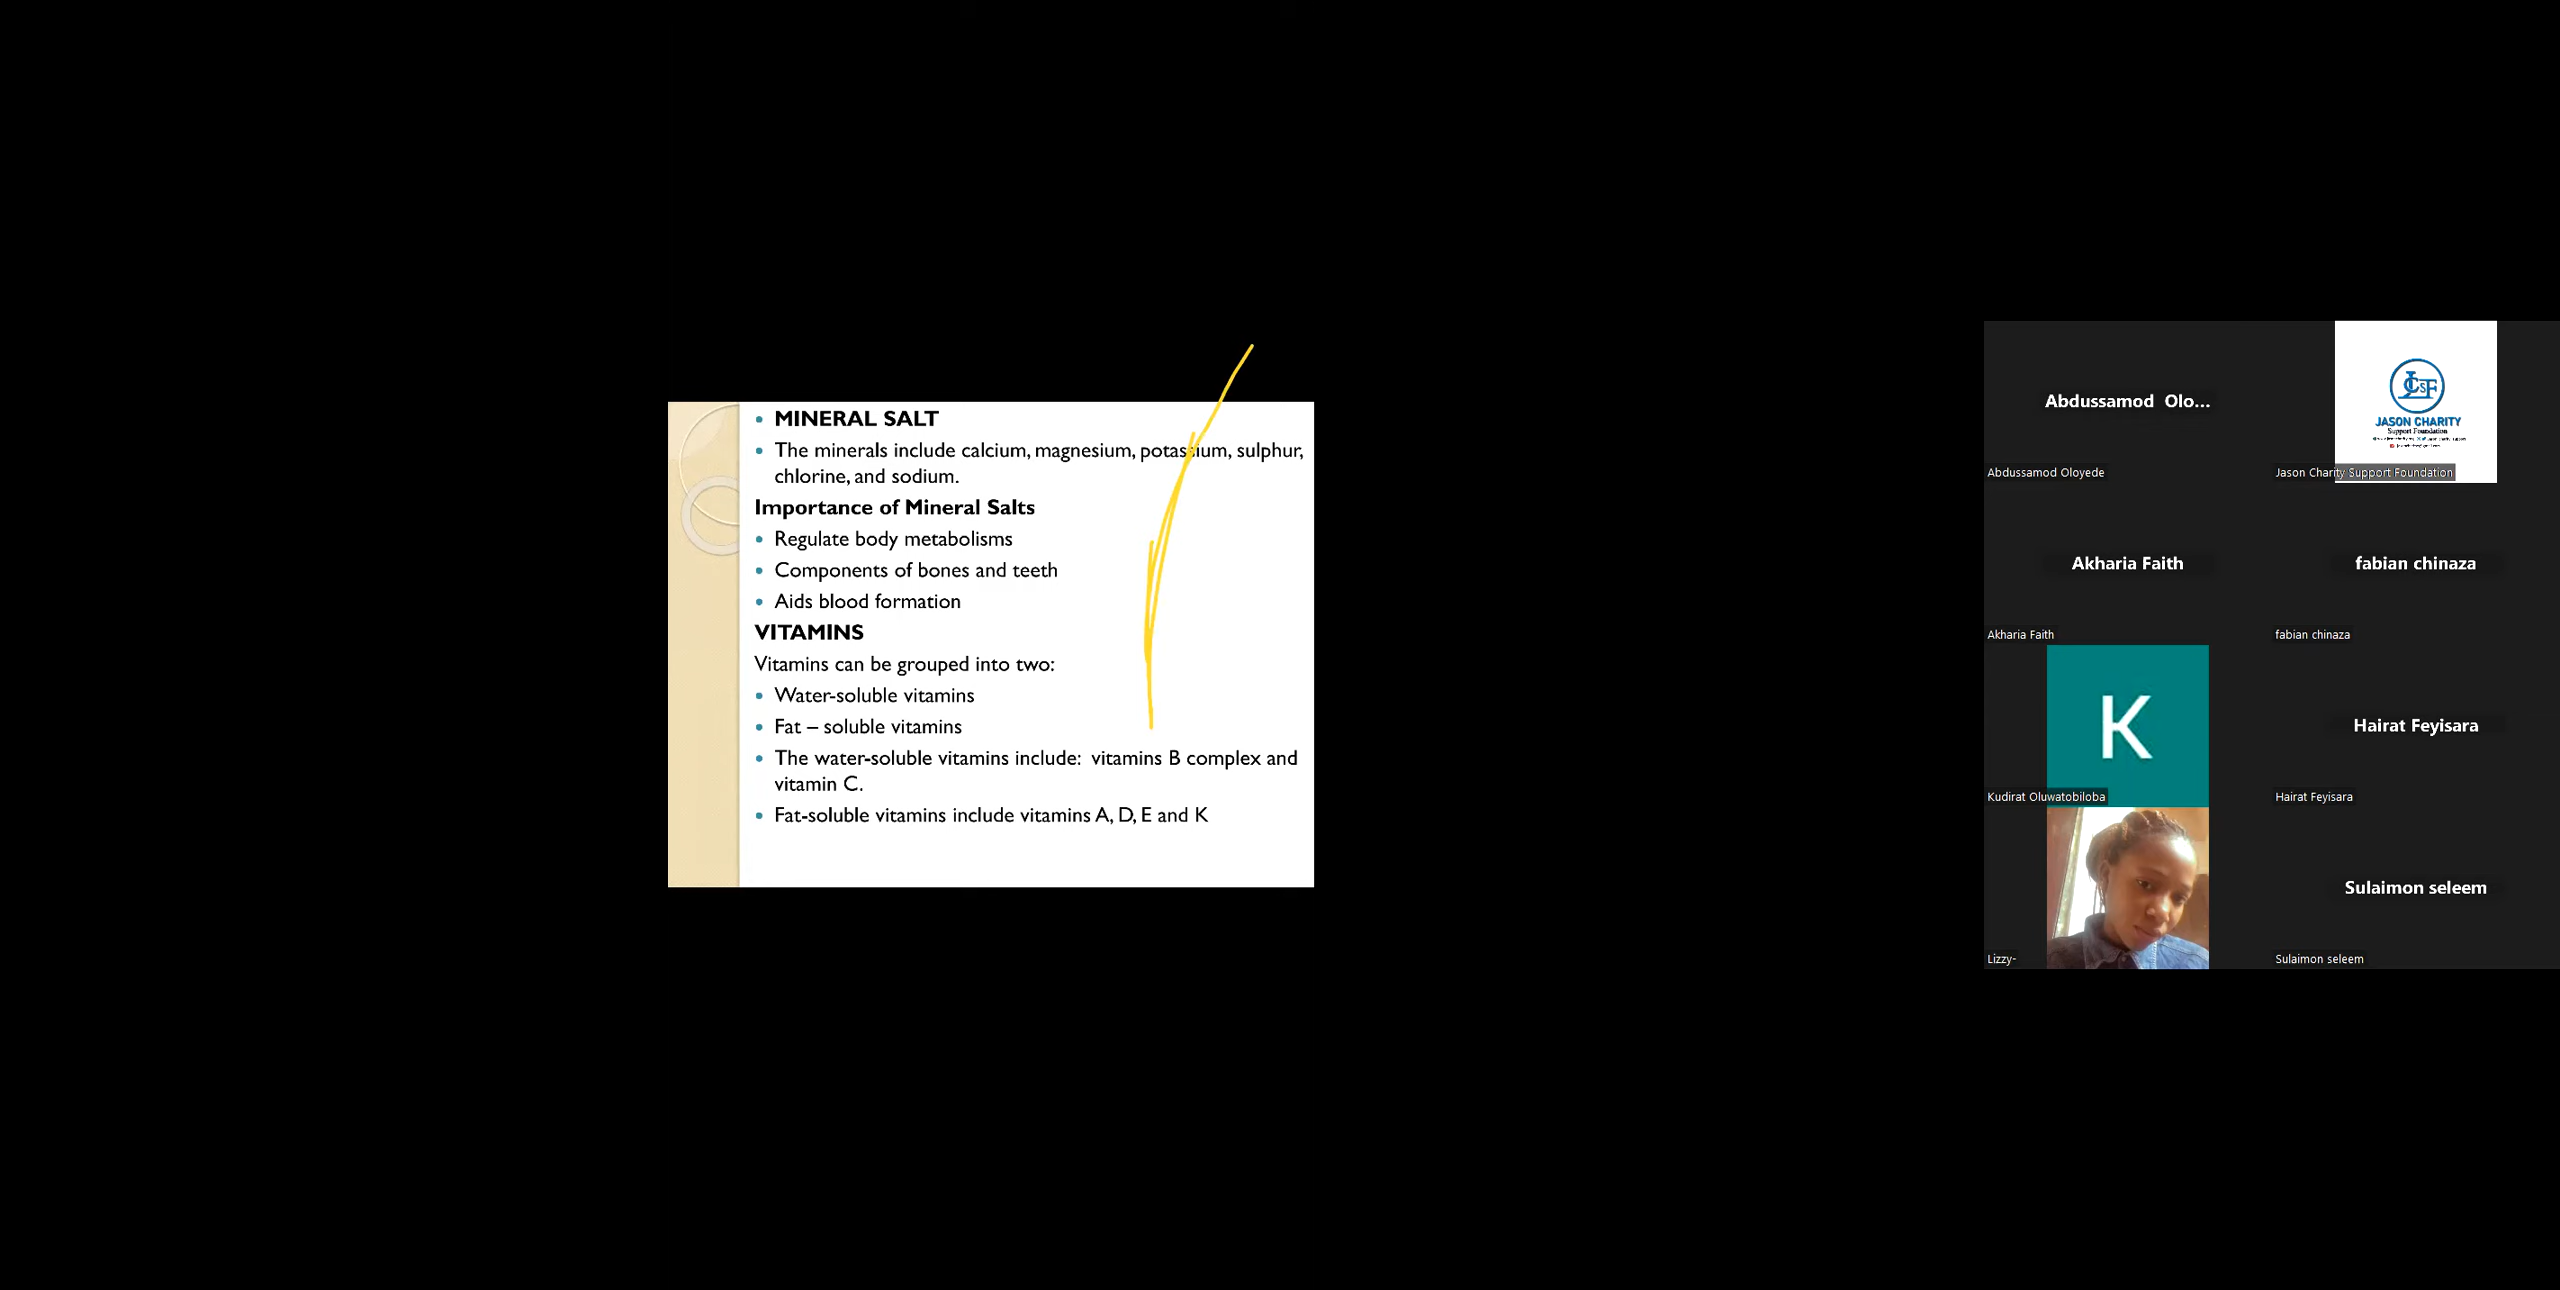 MINERAL SALT
The minerals include calcium, magnesium, potassium, sulphur,
chlorine, and sodium.
Importance of Mineral Salts
Regulate body metabolisms
Components of bones and teeth
Aids blood formation
VITAMINS
Vitamins can be grouped into two:
Water-soluble vitamins
Fat – soluble vitamins
The water-soluble vitamins include: vitamins B complex and
vitamin C.
Fat-soluble vitamins include vitamins A, D, E and K
Abdussamod Olo...
Abdussamod Oloyede
JCSF
JASON CHARITY
Support Foundation
Jason Charity Support Foundation
Akharia Faith
Akharia Faith
fabian chinaza
fabian chinaza
K
Kudirat Oluwatobiloba
Hairat Feyisara
Hairat Feyisara
Lizzy-
Sulaimon seleem
Sulaimon seleem